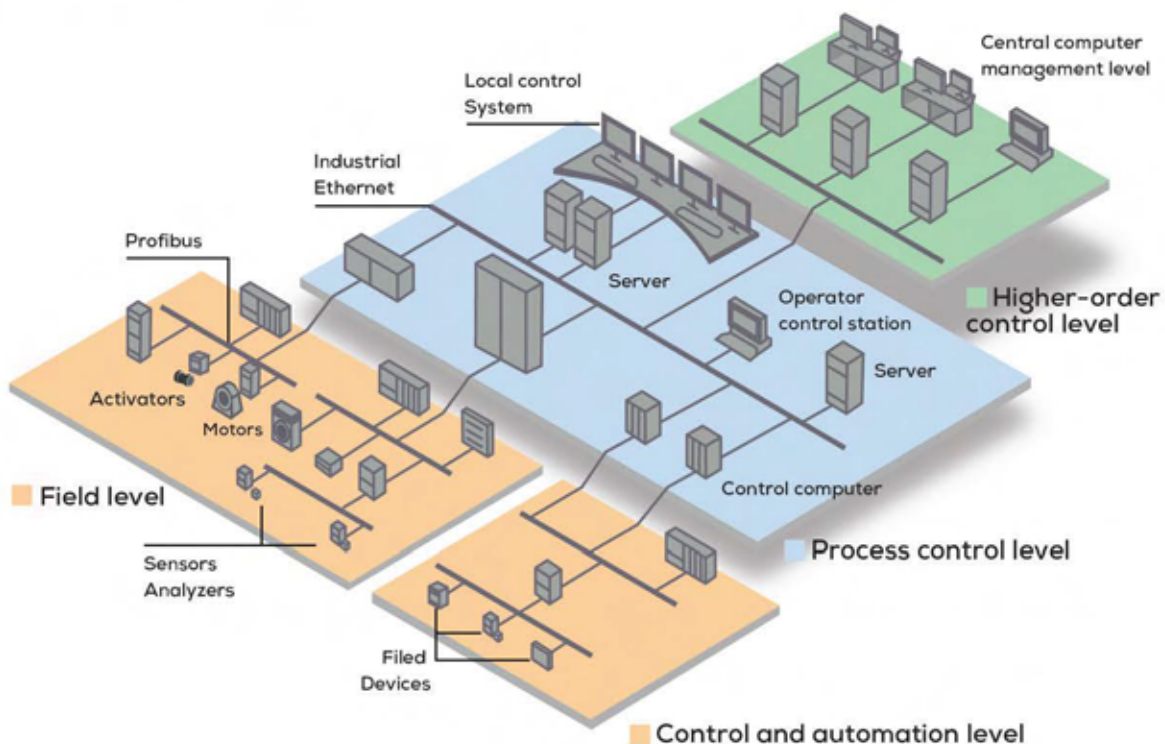 Central computer
management level
Local control
System
Industrial
Ethernet
Profibus
Server
Operator
control station
Higher-order
control level
Server
Activators
Motors
Control computer
Field level
Process control level
Sensors
Analyzers
Filed
Devices
Control and automation level